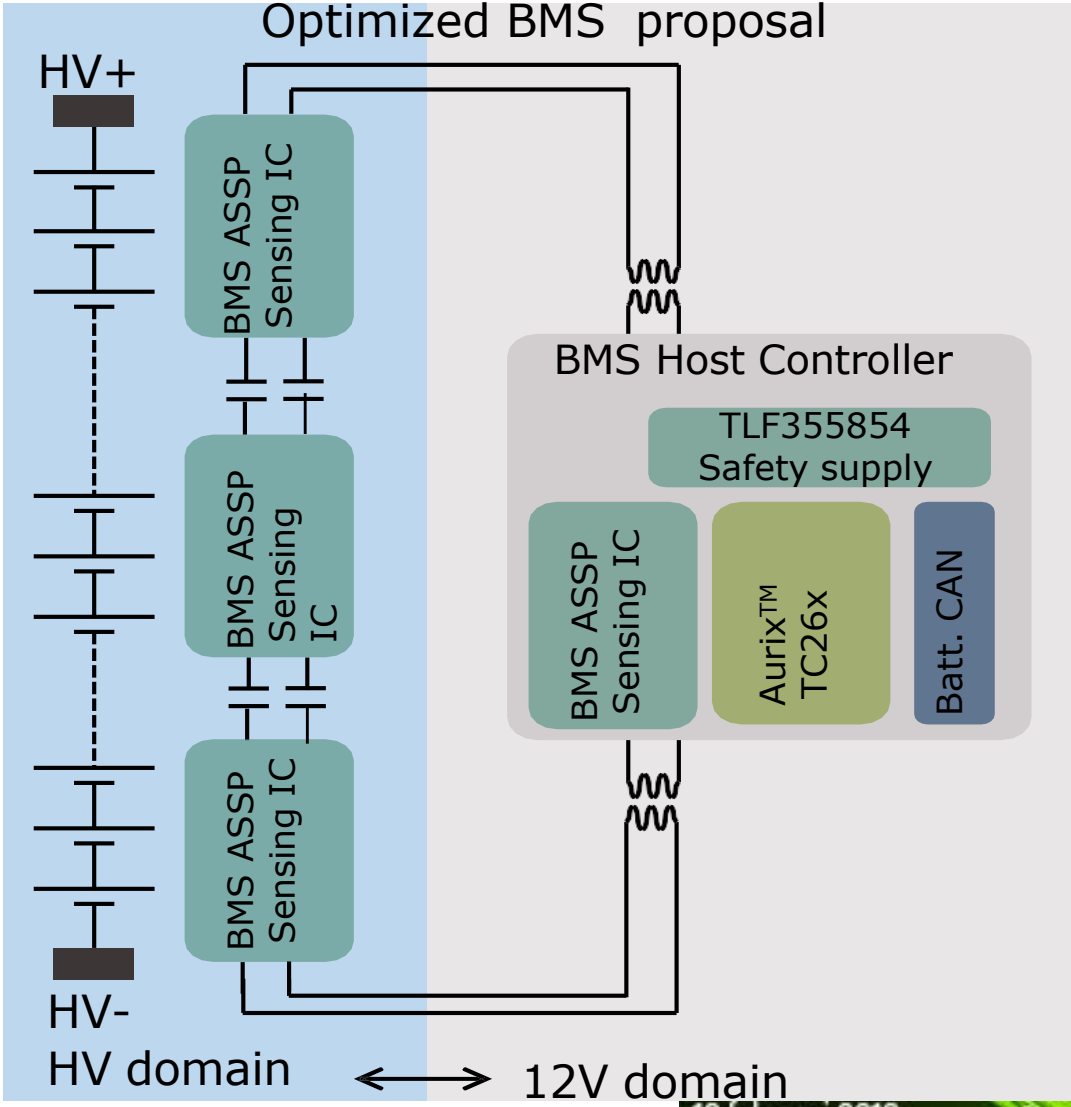 Optimized BMS proposal
HV+
BMS ASSP
Sensing IC
BMS ASSP
Sensing
IC
BMS ASSP
Sensing IC
HV-
HV domain
BMS Host Controller
TLF355854
Safety supply
BMS ASSP
Sensing IC
Aurix™
TC26x
Batt. CAN
12V domain